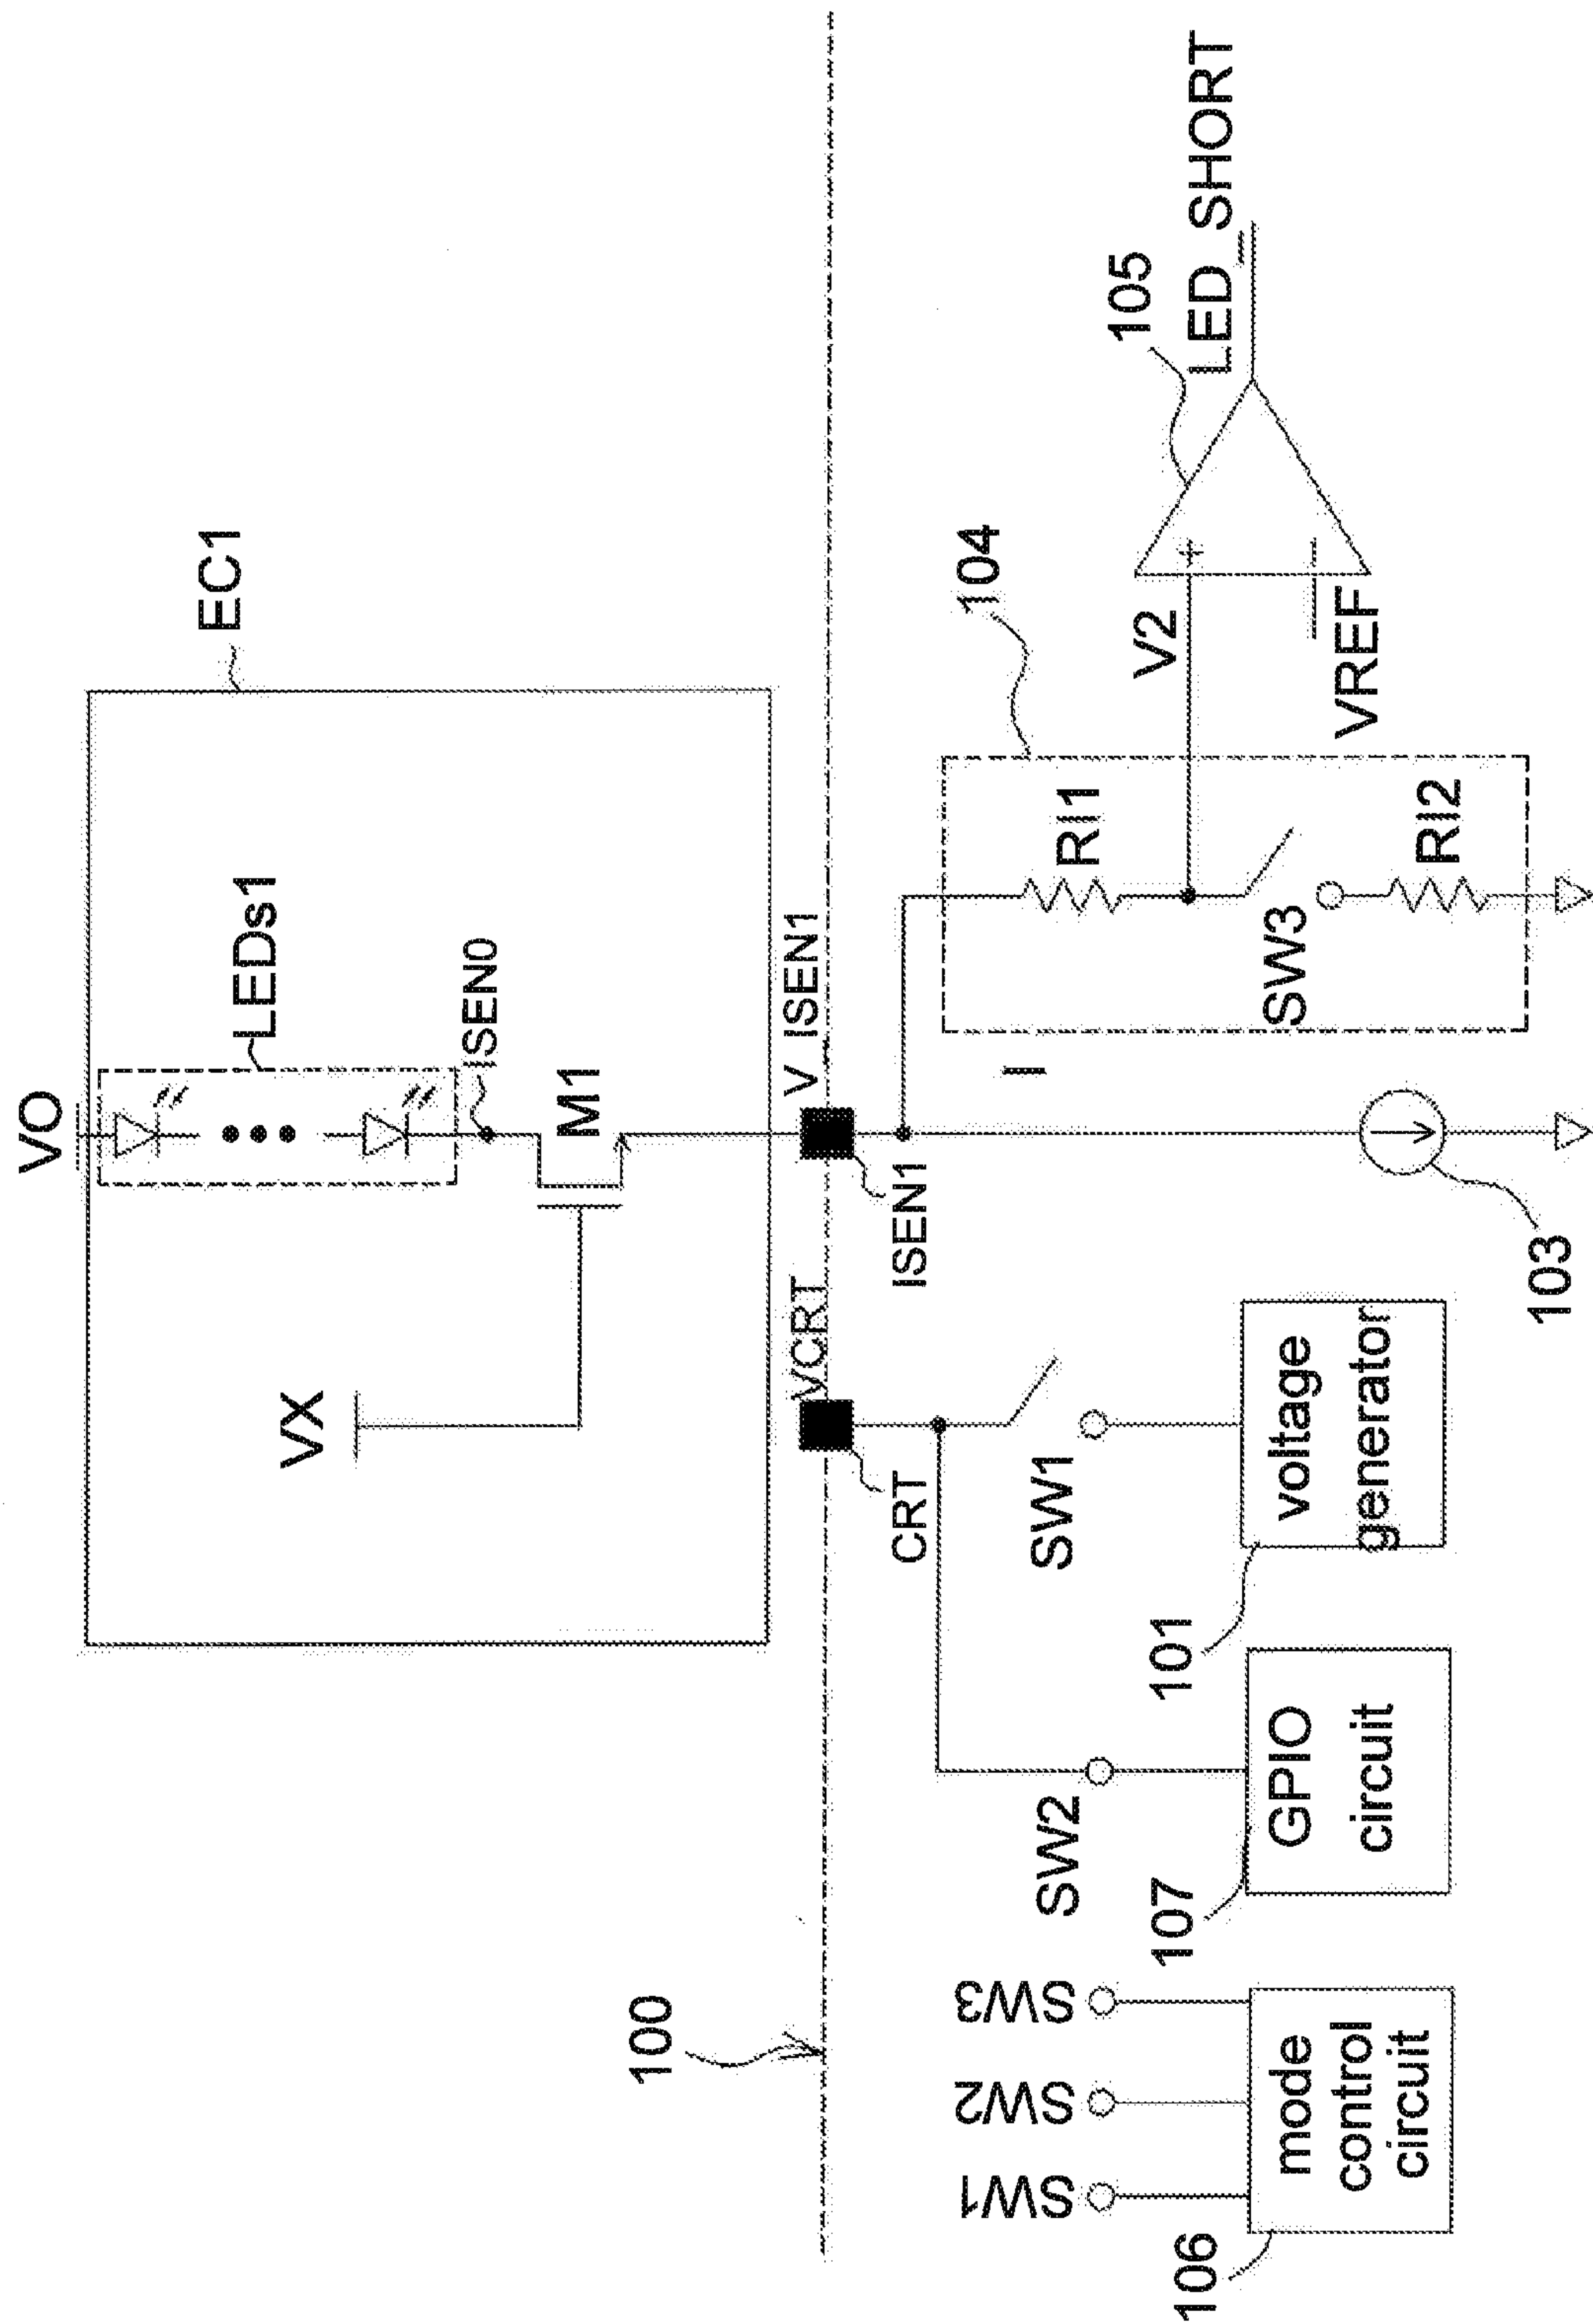 VO
LEDs1
EC1
VX
ISEN0
M1
VCRT
V_ISEN1
100
CRT
ISEN1
SW3
SW2
SW1
SW2
SW1
I
104
RI1
V2
105
LED_SHORT
106
mode
control
circuit
107
GPIO
circuit
101
voltage
generator
103
SW3
RI2
VREF